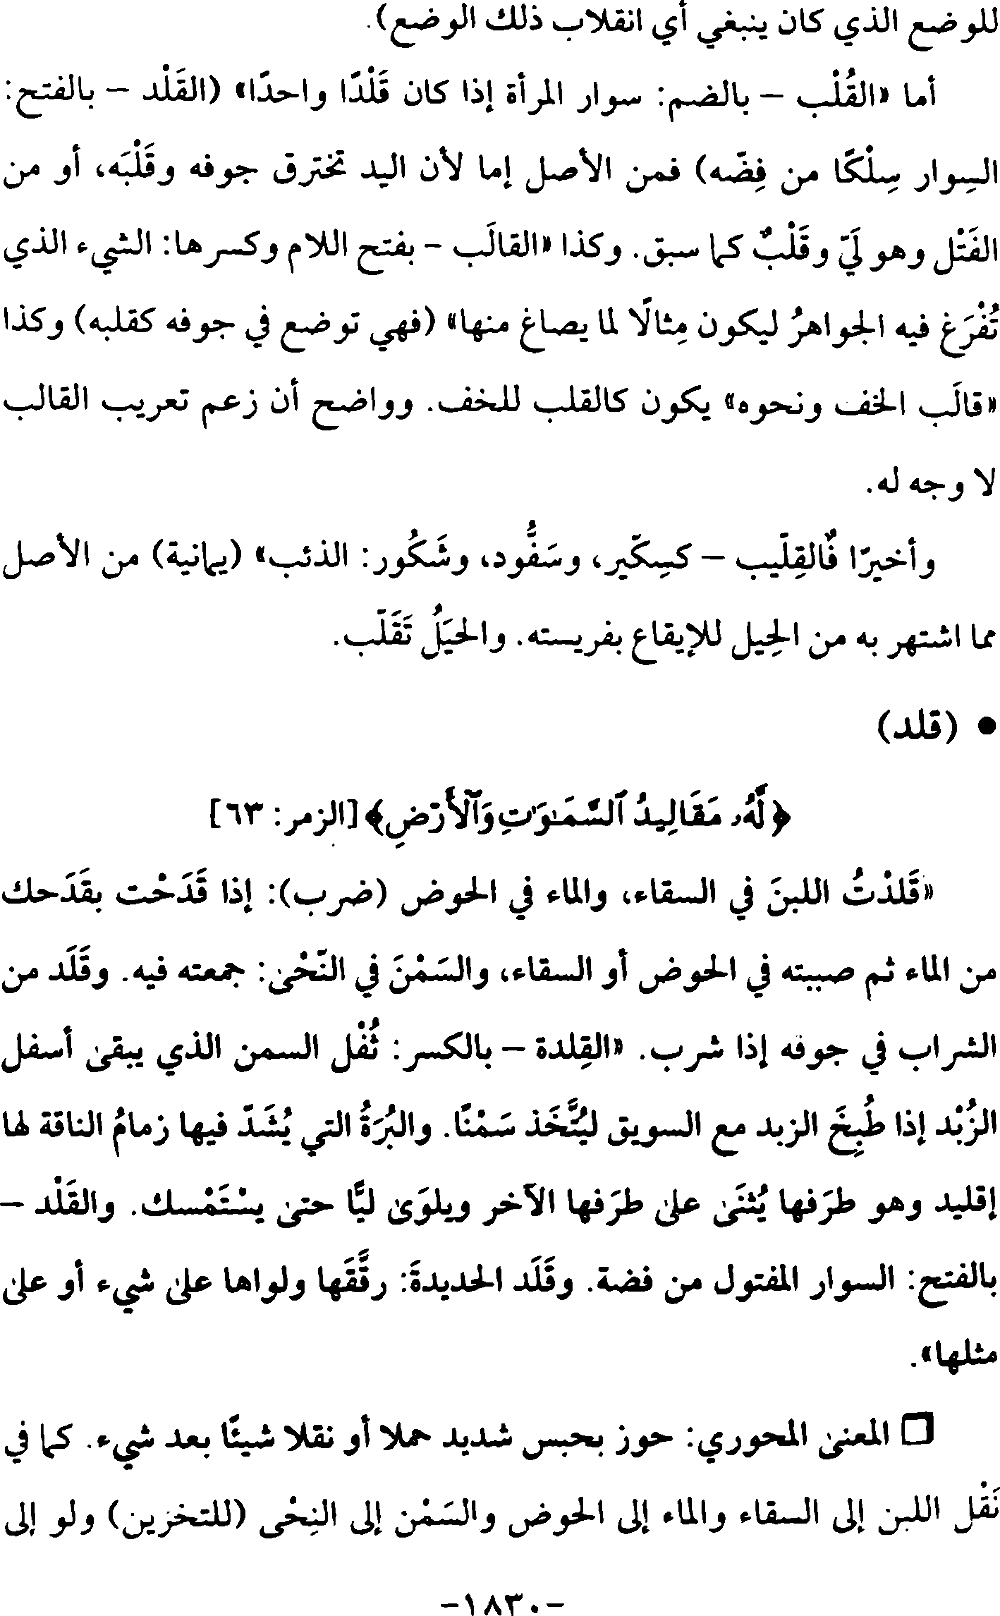 للوضع الذي كان ينبغي أي انقلاب ذلك الوضع).
أما «القُلْب – بالضم: سوار المرأة إذا كان قَلْدًا واحدًا» (القَلْد – بالفتح:
السِوار سِلْكًا من فِضّه) فمن الأصل إما لأن اليد تخترق جوفه وقَلْبَه، أو من
الفَتْل وهو لَيّ وقَلْبٌ كما سبق. وكذا «القالَب – بفتح اللام وكسرها: الشيء الذي
تُفْرَغ فيه الجواهرُ ليكون مِثالًا لما يصاغ منها» (فهي توضع في جوفه كقلبه) وكذا
«قالَب الخف ونحوه» يكون كالقلب للخف. وواضح أن زعم تعريب القالب
لا وجه له.
وأخيرًا فالقِلّيب – كسِكّير، وسَفُّود، وشَكُور: الذئب» (يمانية) من الأصل
مما اشتهر به من الحِيل للإيقاع بفريسته. والحيَلُ تَقَلّب.
• (قلد)
﴿لَّهُۥ مَقَالِيدُ ٱلسَّمَـٰوَٰتِ وَٱلْأَرْضِ﴾ [الزمر: ٦٣]
«قَلدْتُ اللبنَ في السقاء، والماء في الحوض (ضرب): إذا قَدَحْت بقَدَحك
من الماء ثم صببته في الحوض أو السقاء، والسَمْنَ في النّحْىٰ: جمعته فيه. وقَلَد من
الشراب في جوفه إذا شرب. «القِلدة – بالكسر: ثُفْل السمن الذي يبقىٰ أسفل
الزُبْد إذا طُبِخَ الزبد مع السويق ليُتَّخَذ سَمْنًا. والبُرَةُ التي يُشَدّ فيها زمامُ الناقة لها
إقليد وهو طرَفها يُثنَىٰ علىٰ طرَفها الآخر ويلوَىٰ ليًّا حتىٰ يسْتَمْسك. والقَلْد –
بالفتح: السوار المفتول من فضة. وقَلَد الحديدةَ: رقَّقَها ولواها علىٰ شيء أو علىٰ
مثلها».
❒ المعنىٰ المحوري: حوز بحبس شديد حملا أو نقلا شيئًا بعد شيء. كما في
نَقْل اللبن إلى السقاء والماء إلى الحوض والسَمْن إلى النِحْى (للتخزين) ولو إلى
-١٨٣٠-